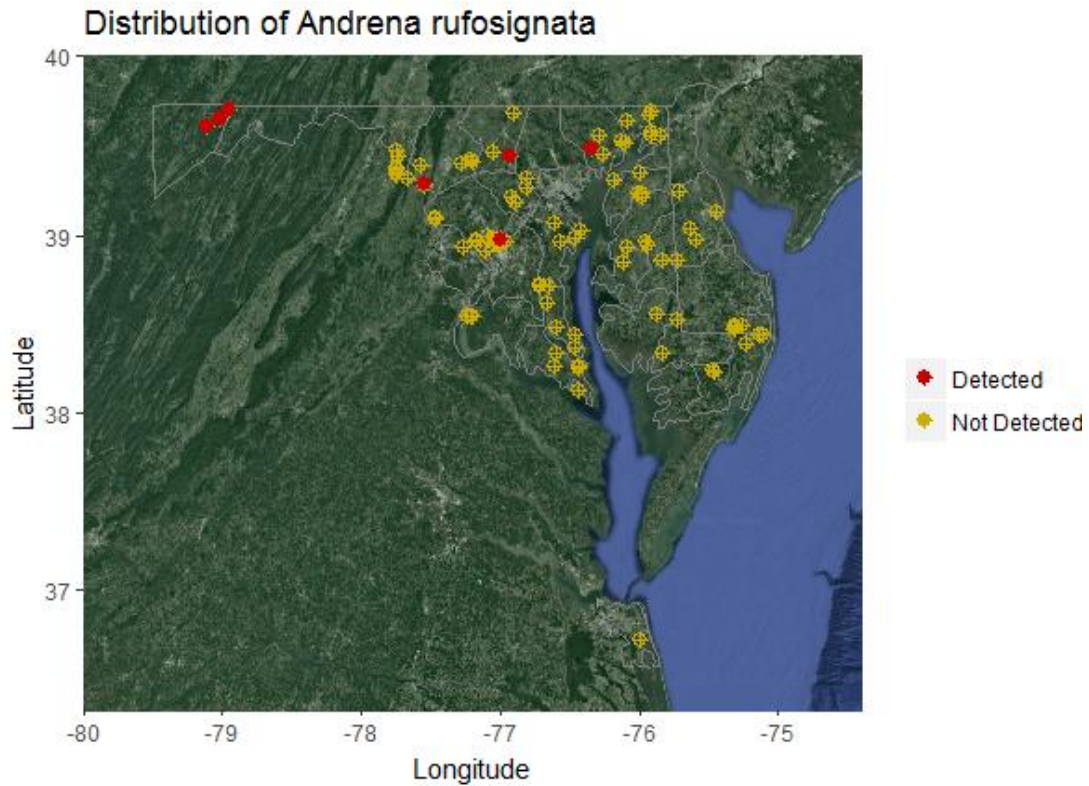 Distribution of Andrena rufosignata
40
39
38
37
Latitude
-80
-79
-78
-77
-76
-75
Longitude
Detected
Not Detected